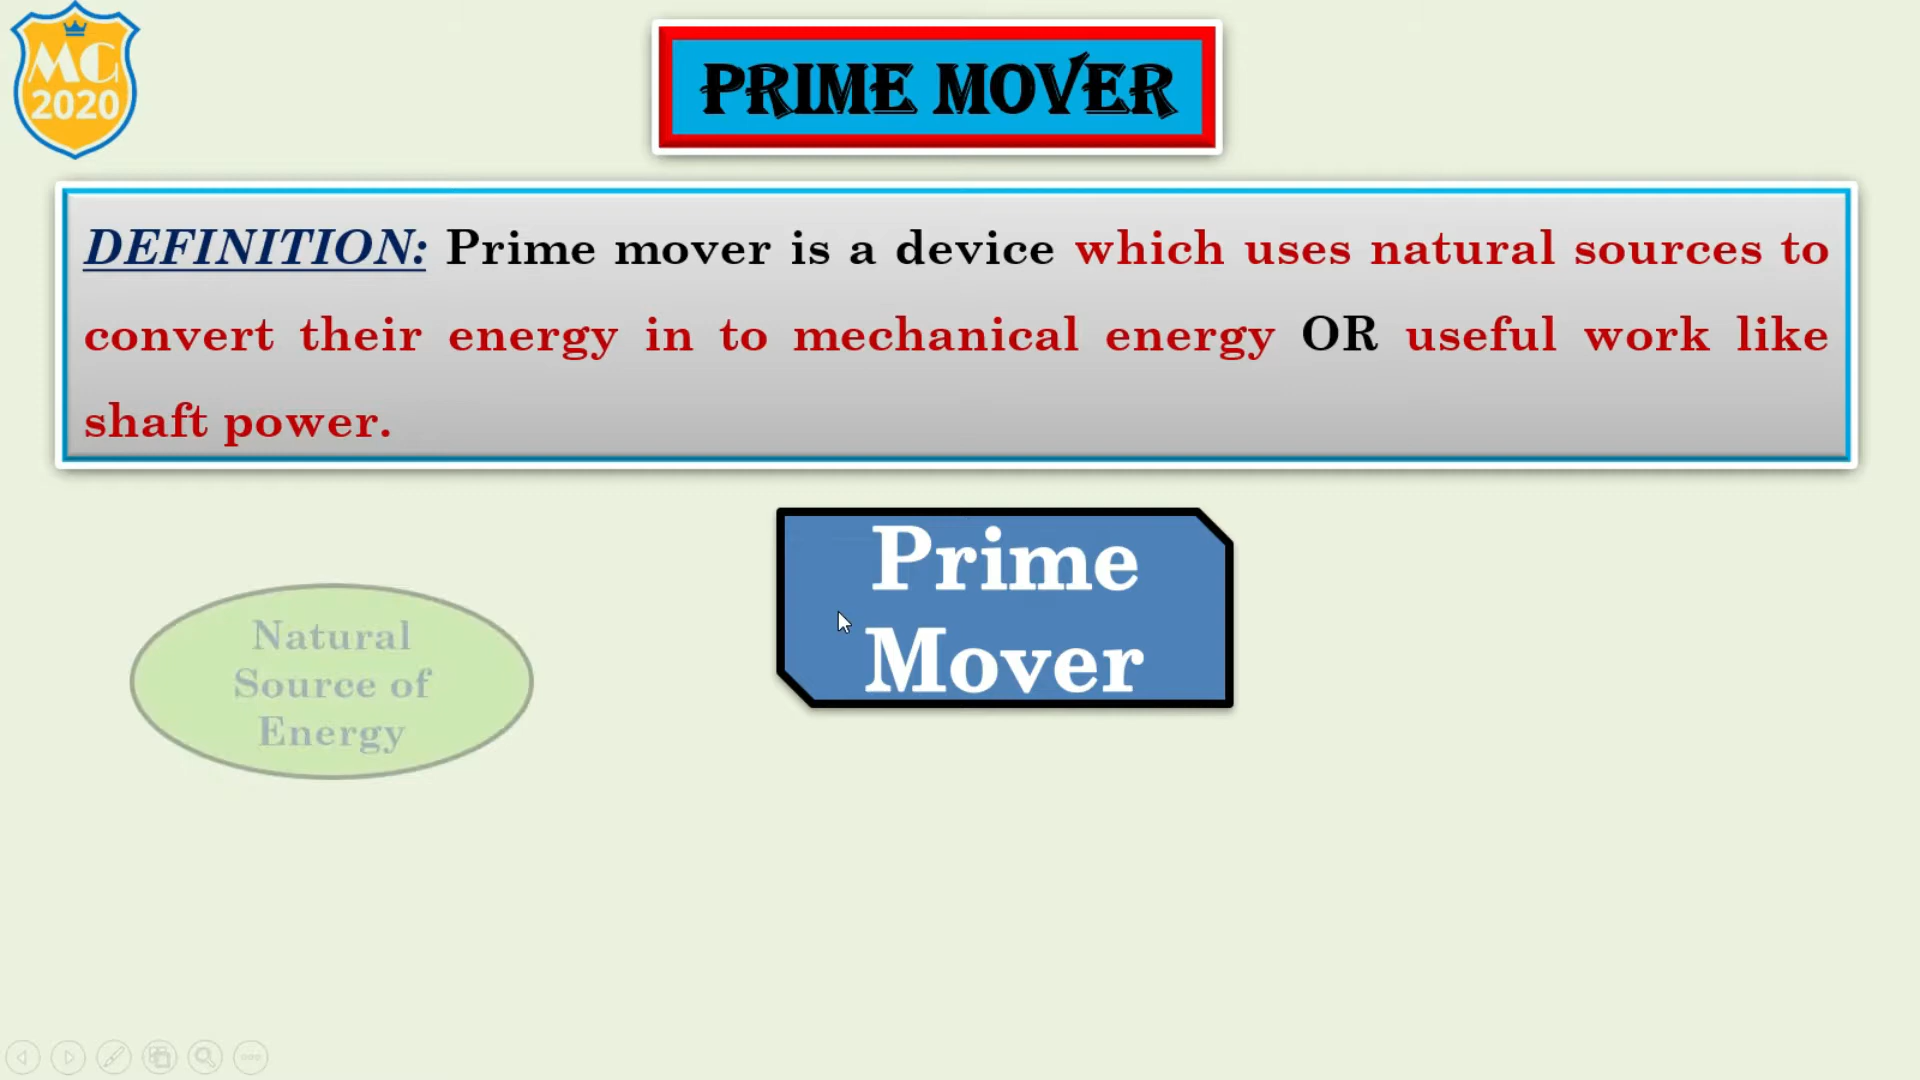 MG
2020
PRIME MOVER
DEFINITION: Prime mover is a device which uses natural sources to
convert their energy in to mechanical energy OR useful work like
shaft power.
Prime
Mover
Natural
Source of
Energy